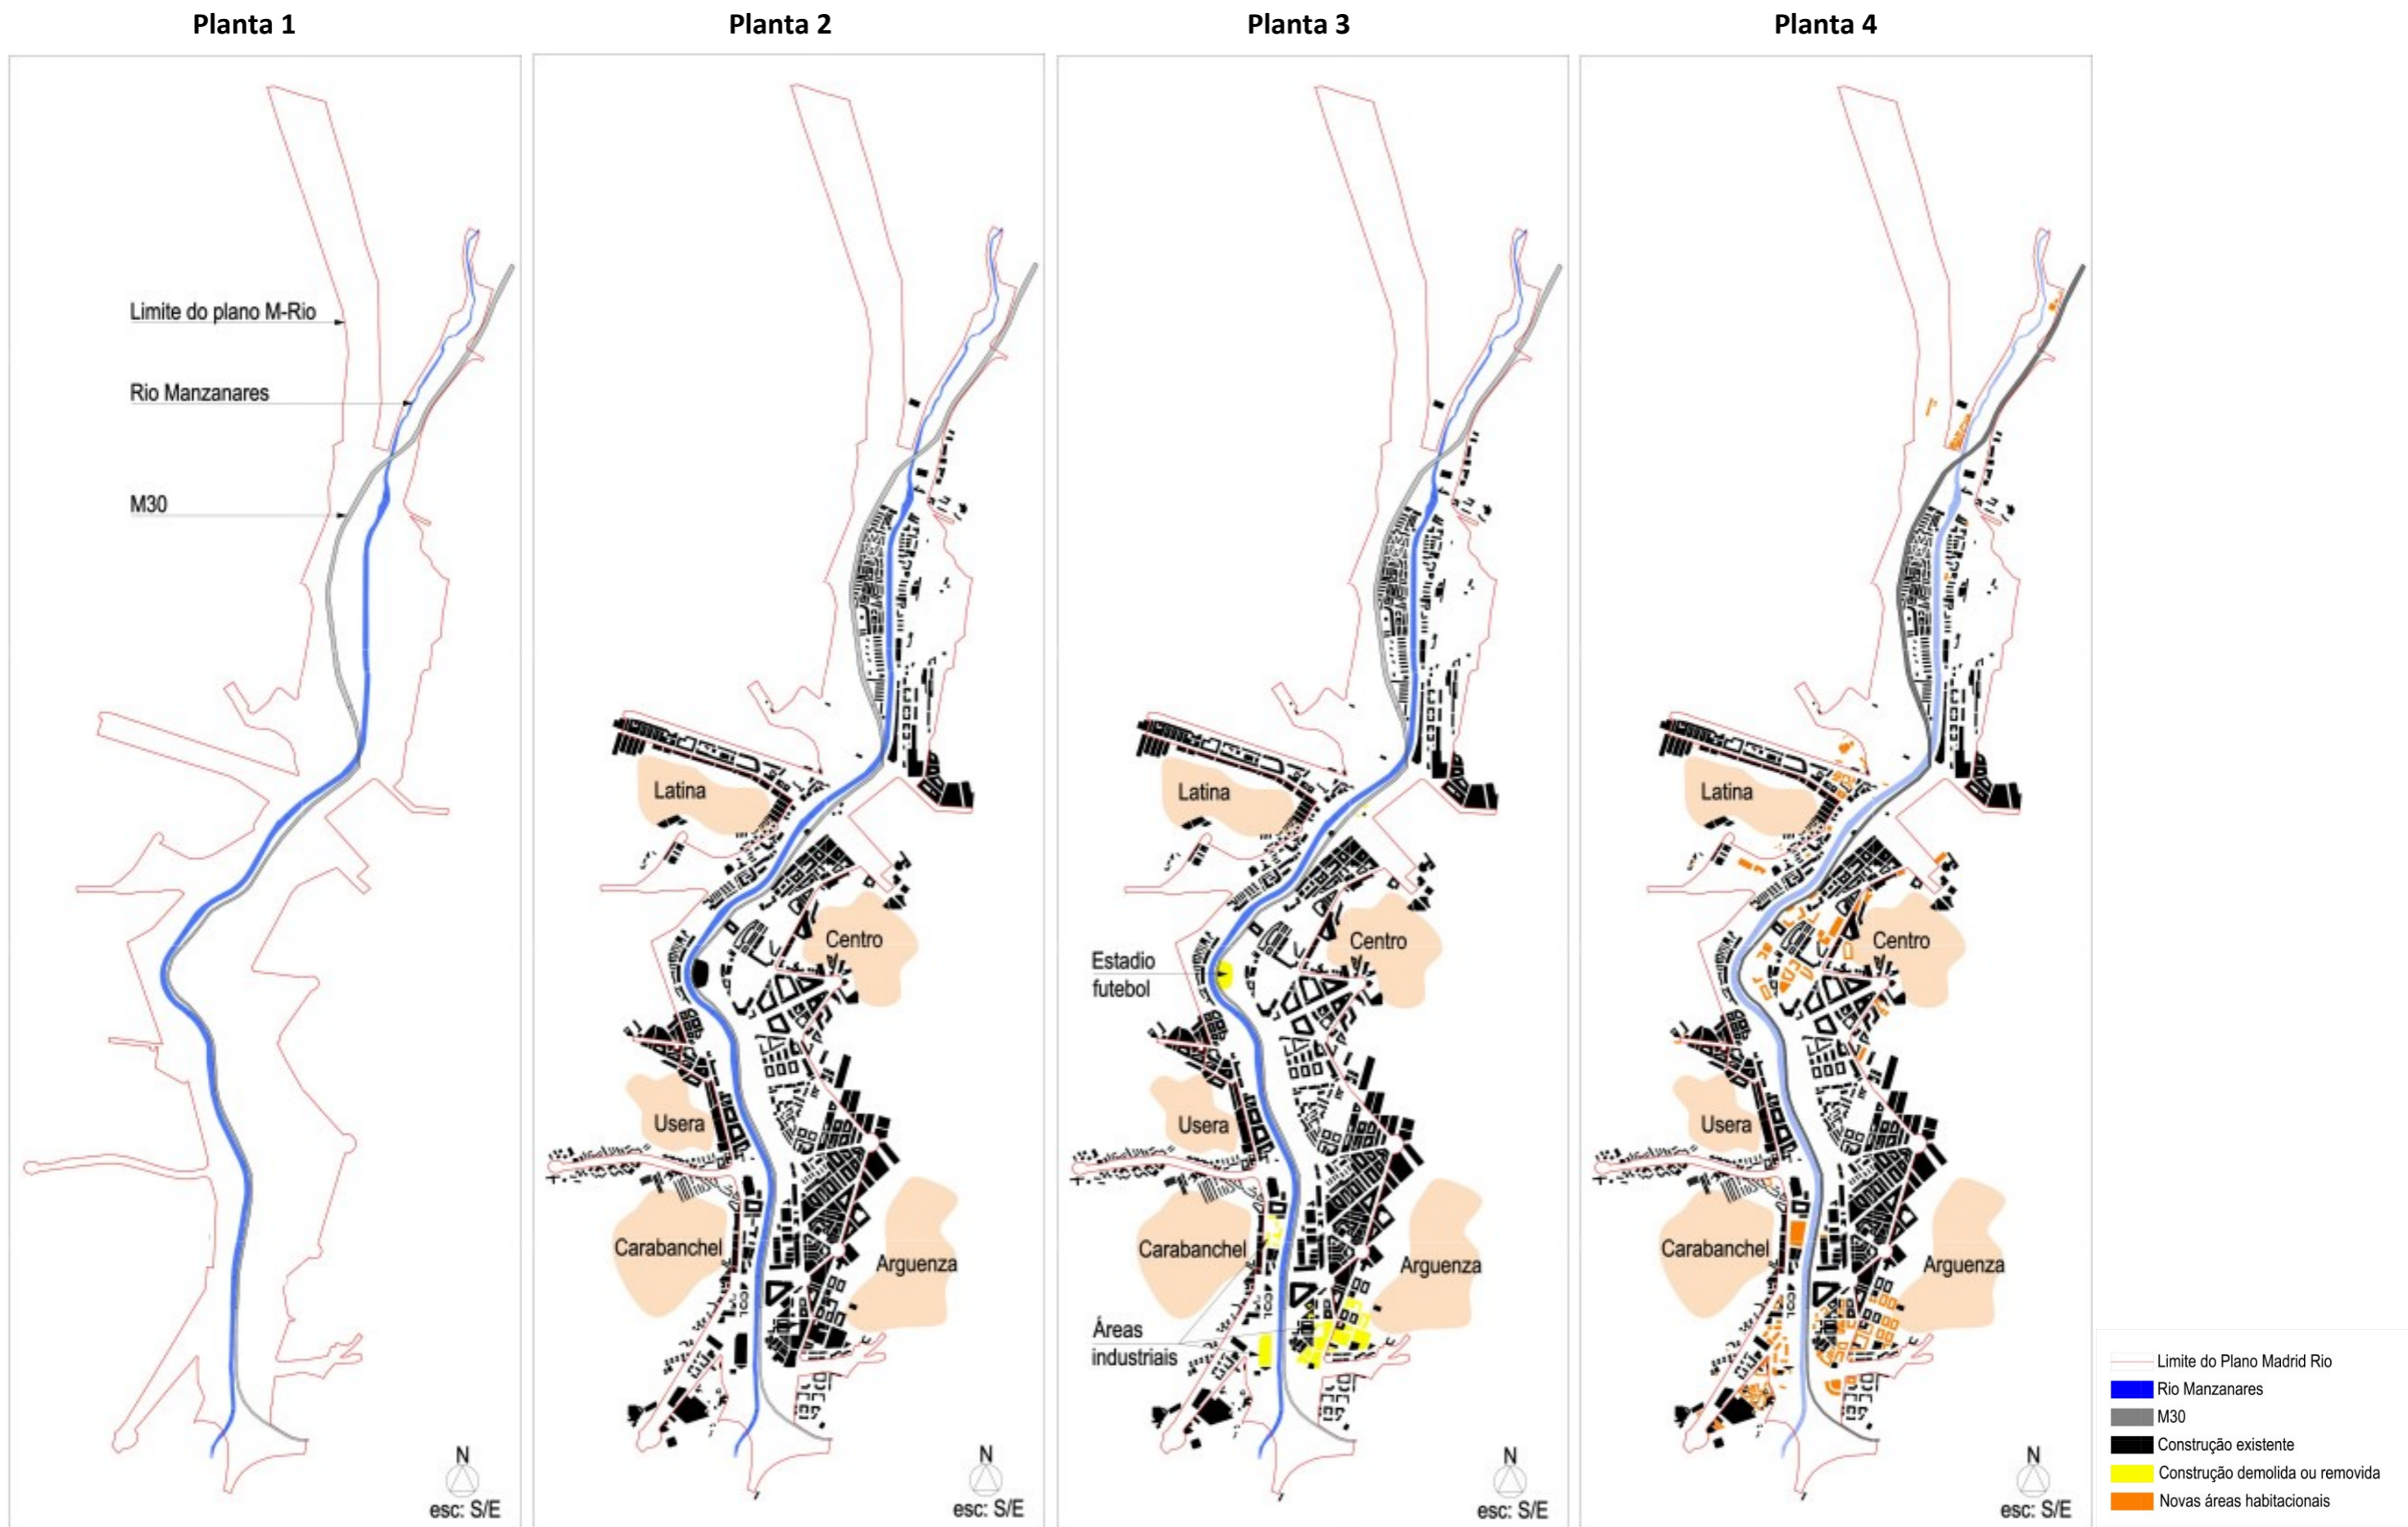 Planta 1
Planta 2
Planta 3
Planta 4
Limite do plano M-Rio
Rio Manzanares
M30
N
esc: S/E
Latina
Centro
Usera
Carabanchel
Arguenza
N
esc: S/E
Latina
Centro
Estadio
futebol
Usera
Carabanchel
Arguenza
Áreas
industriais
N
esc: S/E
Latina
Centro
Usera
Carabanchel
Arguenza
N
esc: S/E
Limite do Plano Madrid Rio
Rio Manzanares
M30
Construção existente
Construção demolida ou removida
Novas áreas habitacionais